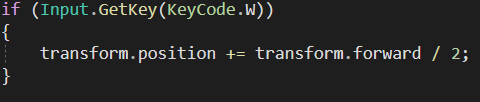 if (Input.GetKey(KeyCode.W))
{
    transform.position += transform.forward / 2;
}